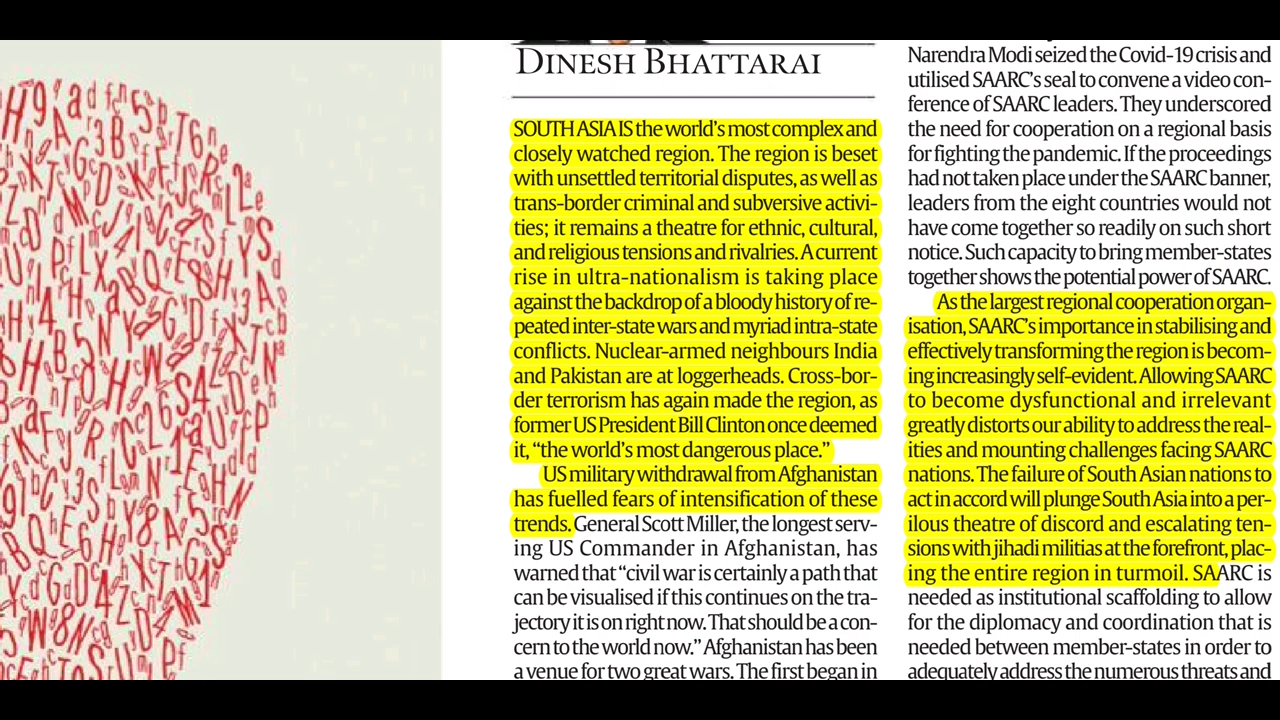 DINESH BHATTARAI
SOUTH ASIA IS the world's most complex and
closely watched region. The region is beset
with unsettled territorial disputes, as well as
trans-border criminal and subversive activi-
ties; it remains a theatre for ethnic, cultural,
and religious tensions and rivalries. A current
rise in ultra-nationalism is taking place
against the backdrop of a bloody history of re-
peated inter-state wars and myriad intra-state
conflicts. Nuclear-armed neighbours India
and Pakistan are at loggerheads. Cross-bor-
der terrorism has again made the region, as
former US President Bill Clinton once deemed
it, “the world's most dangerous place.”
US military withdrawal from Afghanistan
has fuelled fears of intensification of these
trends. General Scott Miller, the longest serv-
ing US Commander in Afghanistan, has
warned that “civil war is certainly a path that
can be visualised if this continues on the tra-
jectory it is on right now. That should be a con-
cern to the world now.” Afghanistan has been
a venue for two great wars. The first began in
Narendra Modi seized the Covid-19 crisis and
utilised SAARC's seal to convene a video con-
ference of SAARC leaders. They underscored
the need for cooperation on a regional basis
for fighting the pandemic. If the proceedings
had not taken place under the SAARC banner,
leaders from the eight countries would not
have come together so readily on such short
notice. Such capacity to bring member-states
together shows the potential power of SAARC.
As the largest regional cooperation organ-
isation, SAARC's importance in stabilising and
effectively transforming the region is becom-
ing increasingly self-evident. Allowing SAARC
to become dysfunctional and irrelevant
greatly distorts our ability to address the real-
ities and mounting challenges facing SAARC
nations. The failure of South Asian nations to
act in accord will plunge South Asia into a per-
ilous theatre of discord and escalating ten-
sions with jihadi militias at the forefront, plac-
ing the entire region in turmoil. SAARC is
needed as institutional scaffolding to allow
for the diplomacy and coordination that is
needed between member-states in order to
adequately address the numerous threats and